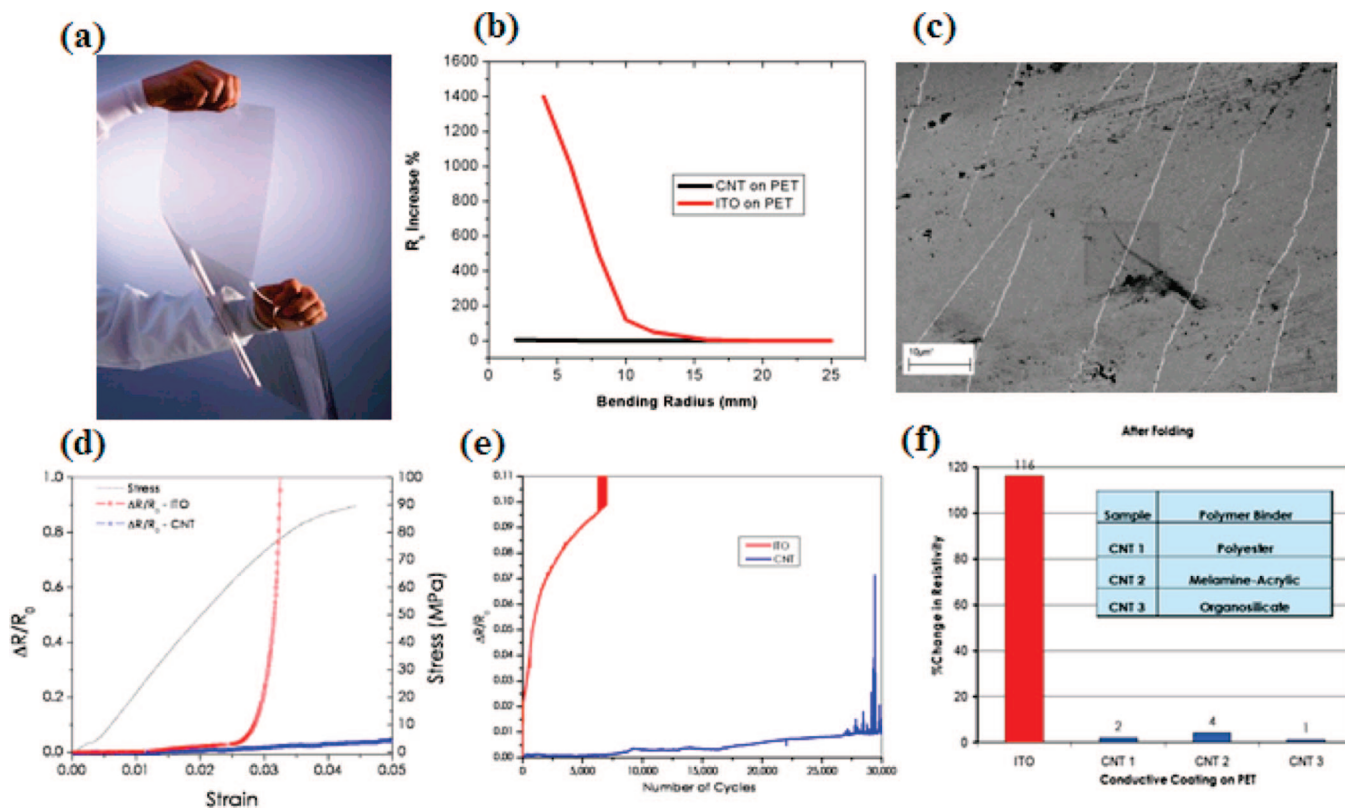 (a)
(b)
1600
1400
1200
1000
800
600
400
200
0
R_s Increase %
CNT on PET
ITO on PET
0 5 10 15 20 25
Bending Radius (mm)
(c)
10µm
(d)
1.0
0.8
0.6
0.4
0.2
0.0
ΔR/R_0
Stress
ΔR/R_0 - ITO
ΔR/R_0 - CNT
100
90
80
70
60
50
40
30
20
10
0
Stress (MPa)
0.00 0.01 0.02 0.03 0.04 0.05
Strain
(e)
0.11
0.10
0.09
0.08
0.07
0.06
0.05
0.04
0.03
0.02
0.01
0.00
ΔR/R_0
ITO
CNT
0 5,000 10,000 15,000 20,000 25,000 30,000
Number of Cycles
(f)
After Folding
120
100
80
60
40
20
0
%Change in Resistivity
116
2
4
1
Sample Polymer Binder
CNT 1 Polyester
CNT 2 Melamine-Acrylic
CNT 3 Organosilicate
ITO CNT 1 CNT 2 CNT 3
Conductive Coating on PET